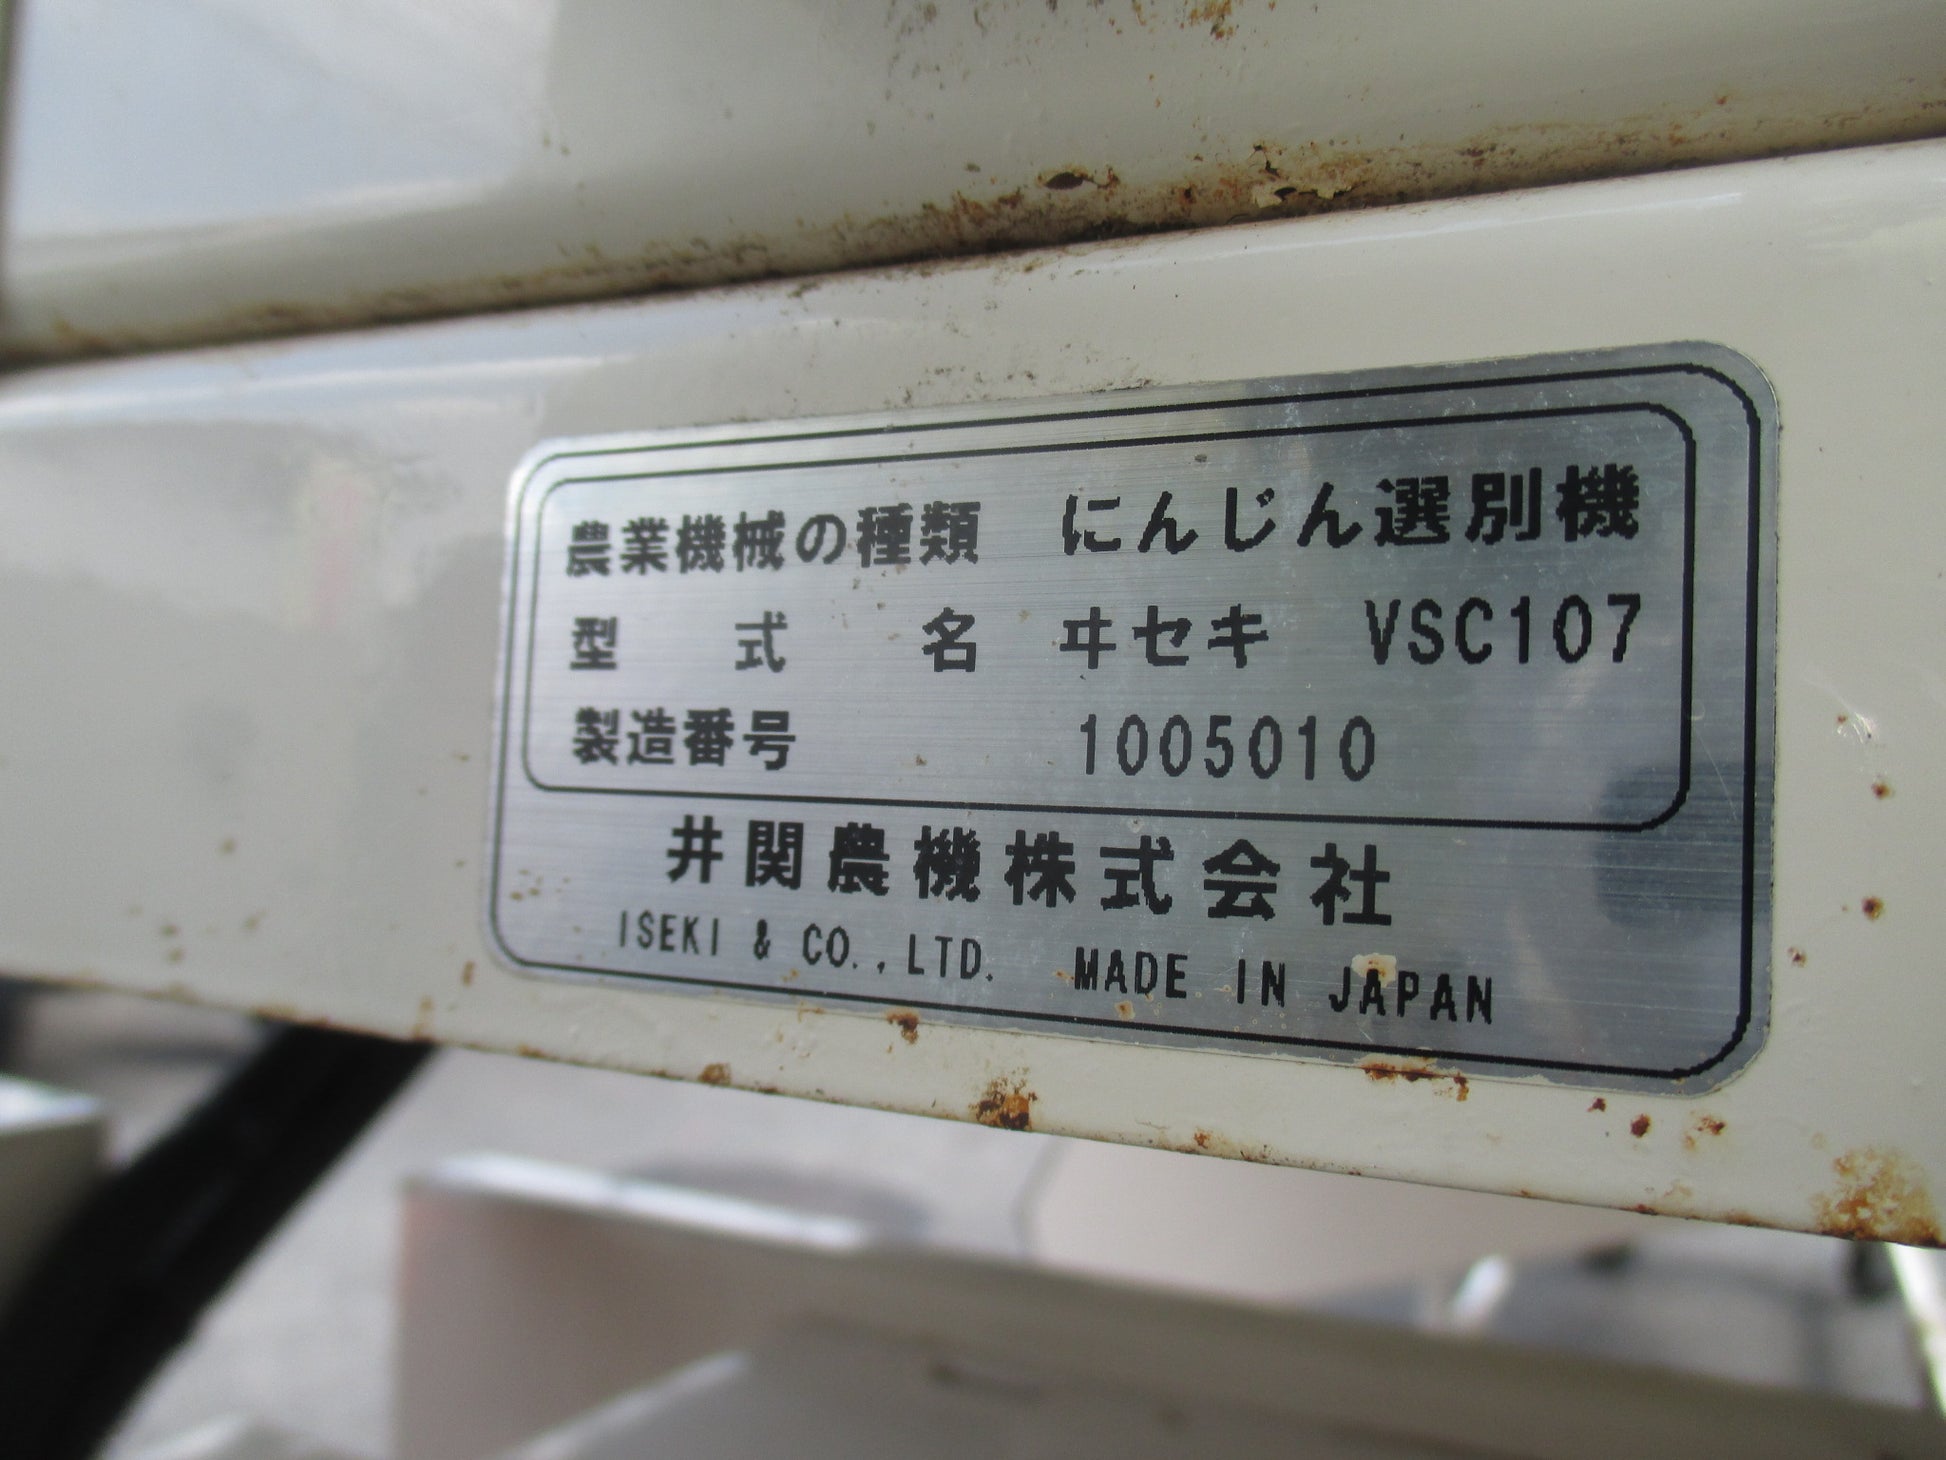 農業機械の種類 にんじん選別機
型式名 ヰセキ VSC107
製造番号 1005010
井関農機株式会社
ISEKI & CO.,LTD. MADE IN JAPAN